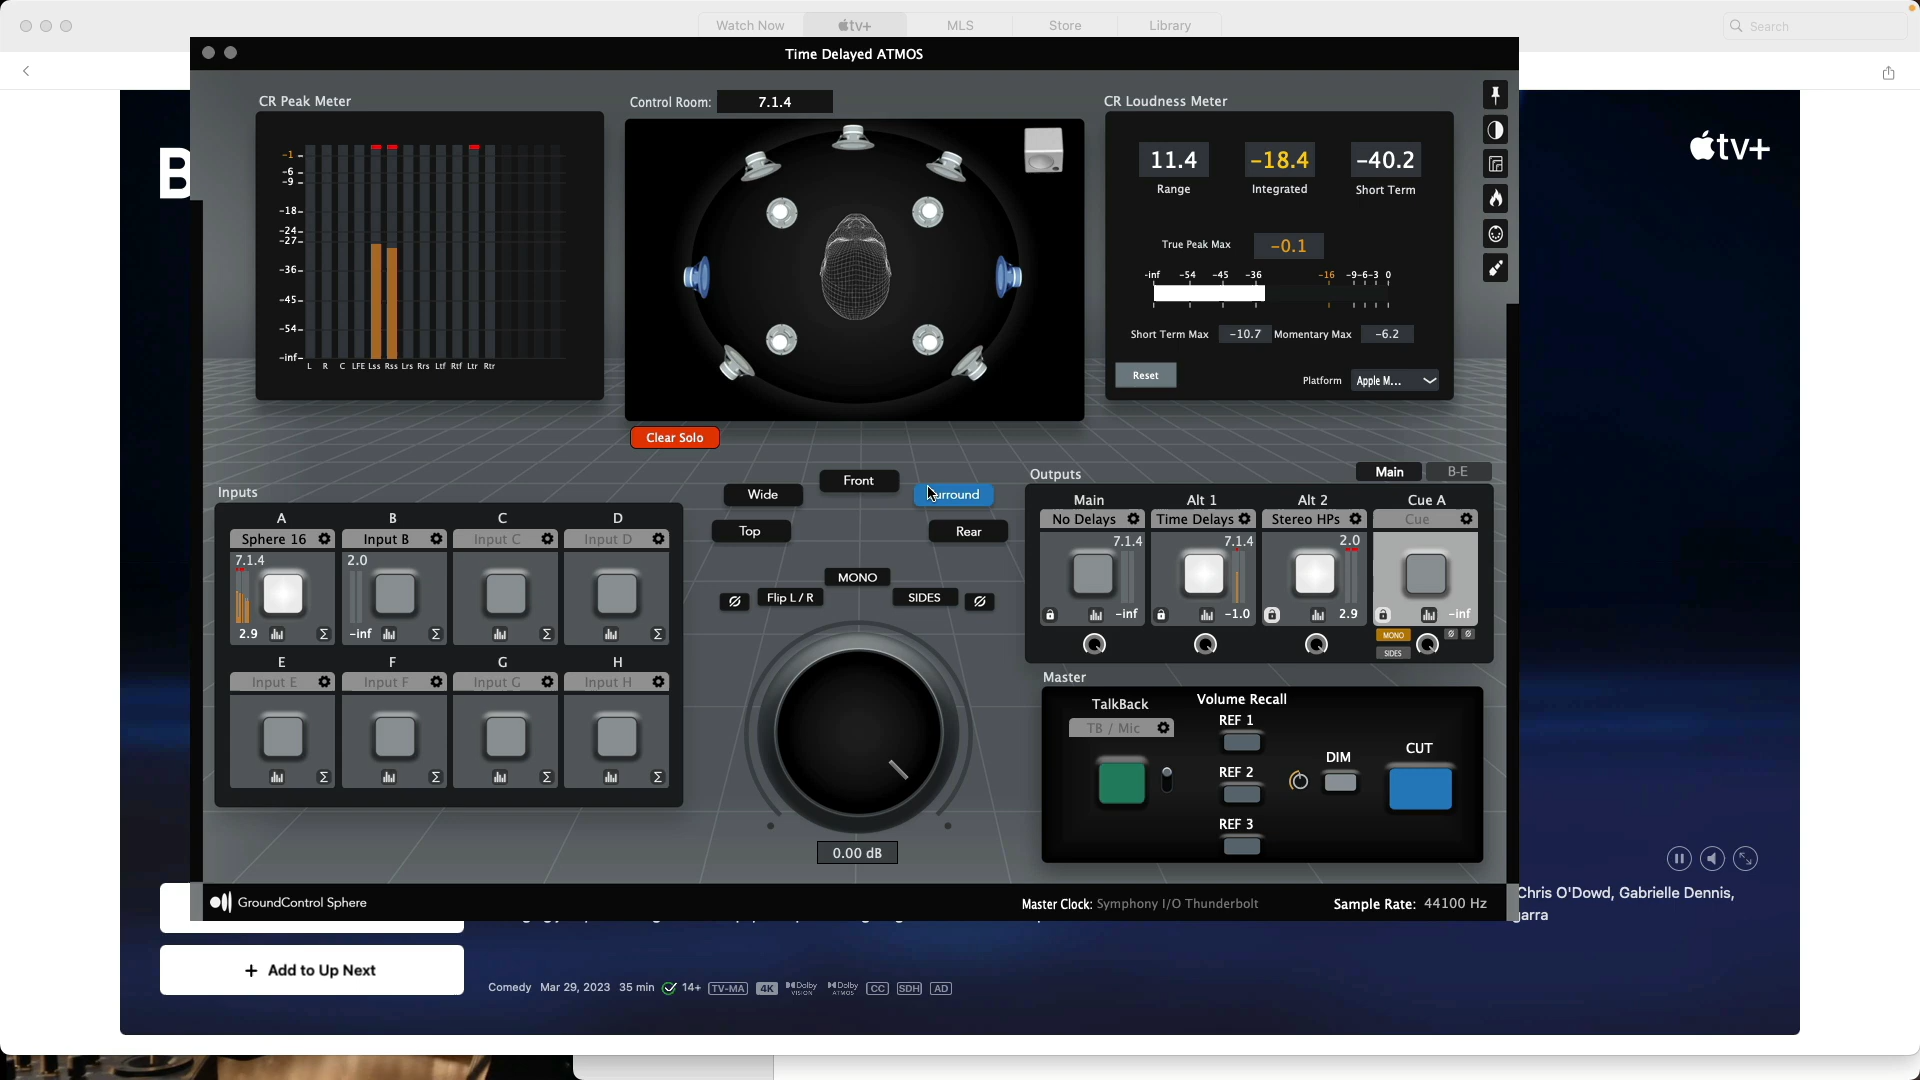 Watch Now
tv+
MLS
Store
Library
Search
Time Delayed ATMOS
B
tv+
CR Peak Meter
-1
-6
-9
-18
-24
-27
-36
-45
-54
-inf
L R C LFE Lss Rss Lrs Rrs Ltf Rtf Ltr Rtr
Control Room: 7.1.4
CR Loudness Meter
11.4 -18.4 -40.2
Range Integrated Short Term
True Peak Max -0.1
-inf -54 -45 -36 -16 -9-6-3 0
Short Term Max -10.7 Momentary Max -6.2
Reset
Platform Apple M...
Clear Solo
Front
Wide
Top
Rear
MONO
Flip L / R
SIDES
0.00 dB
Inputs
A B C D
Sphere 16 Input B Input C Input D
7.1.4 2.0
2.9 Σ -inf Σ Σ Σ
E F G H
Input E Input F Input G Input H
Σ Σ Σ Σ
Outputs
Main B-E
Main Alt 1 Alt 2 Cue A
No Delays Time Delays Stereo HPs Cue
7.1.4 7.1.4 2.0
-inf -1.0 2.9 -inf
MONO
SIDES
Master
TalkBack
TB / Mic
Volume Recall
REF 1
REF 2
REF 3
DIM
CUT
GroundControl Sphere
Master Clock: Symphony I/O Thunderbolt
Sample Rate: 44100 Hz
Chris O'Dowd, Gabrielle Dennis,
+ Add to Up Next
Comedy Mar 29, 2023 35 min 14+ TV-MA 4K Dolby VISION Dolby ATMOS CC SDH AD